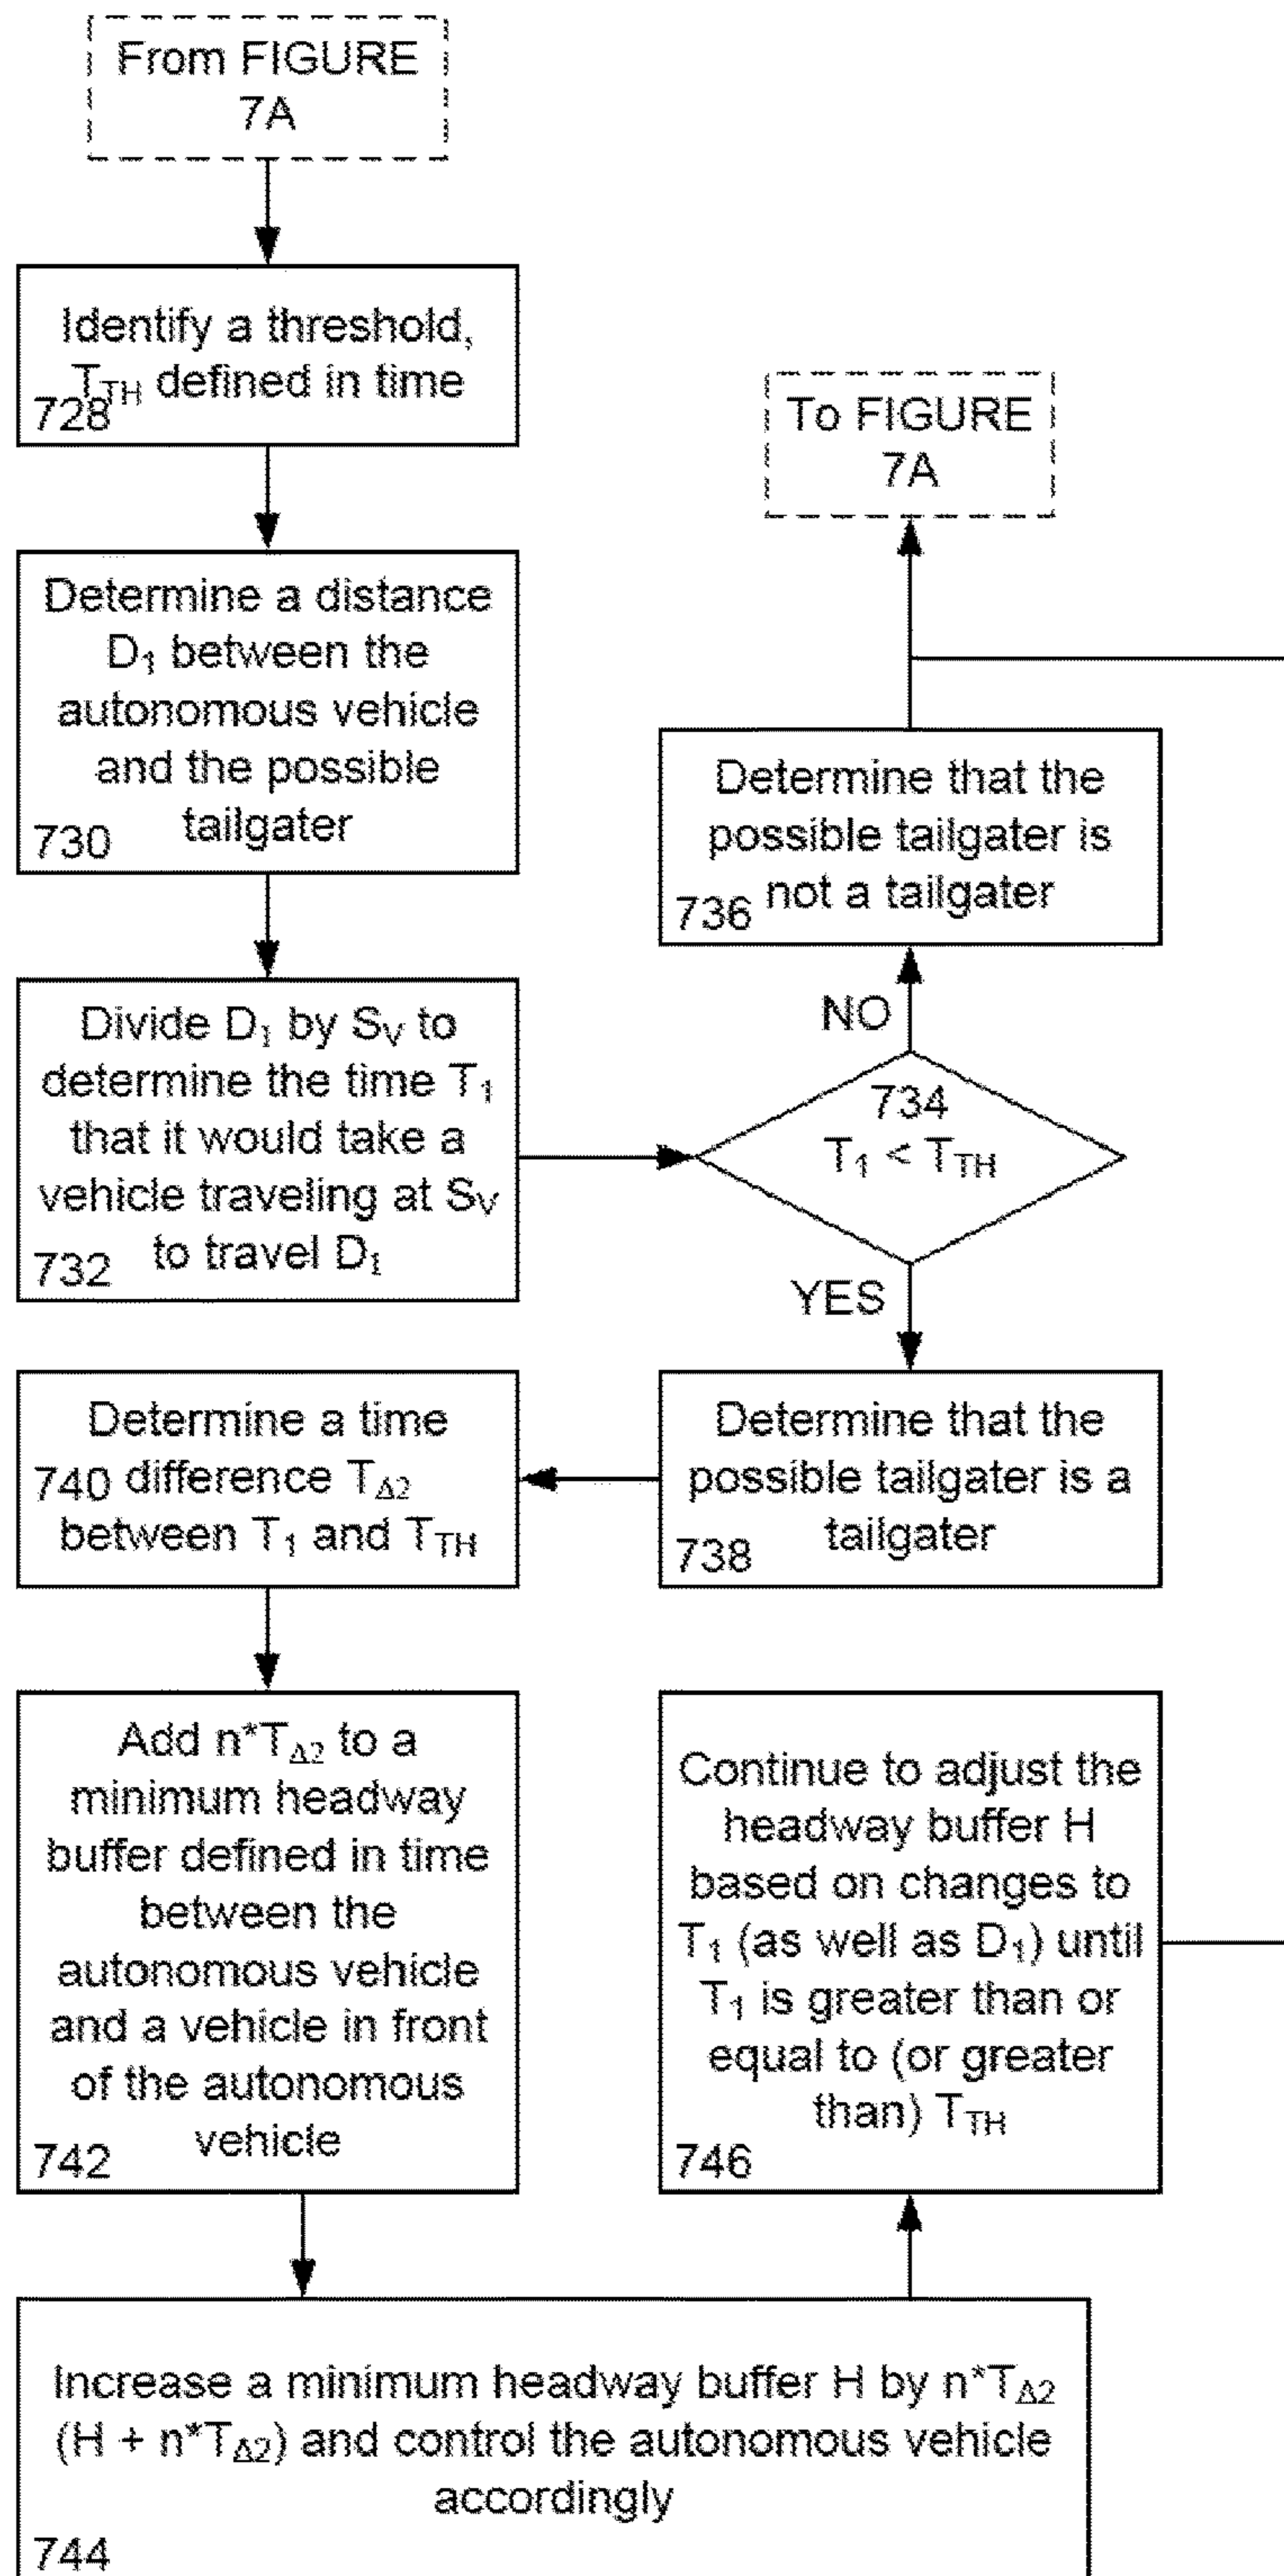 From FIGURE
7A
Identify a threshold,
T_TH defined in time
728
Determine a distance
D₁ between the
autonomous vehicle
and the possible
tailgater
730
Divide D₁ by S_V to
determine the time T₁
that it would take a
vehicle traveling at S_V
to travel D₁
732
734
T₁ < T_TH
NO
Determine that the
possible tailgater is
not a tailgater
736
To FIGURE
7A
YES
Determine that the
possible tailgater is a
tailgater
738
Determine a time
740 difference T_Δ2
between T₁ and T_TH
Add n*T_Δ2 to a
minimum headway
buffer defined in time
between the
autonomous vehicle
and a vehicle in front
of the autonomous
vehicle
742
Increase a minimum headway buffer H by n*T_Δ2
(H + n*T_Δ2) and control the autonomous vehicle
accordingly
744
Continue to adjust the
headway buffer H
based on changes to
T₁ (as well as D₁) until
T₁ is greater than or
equal to (or greater
than) T_TH
746